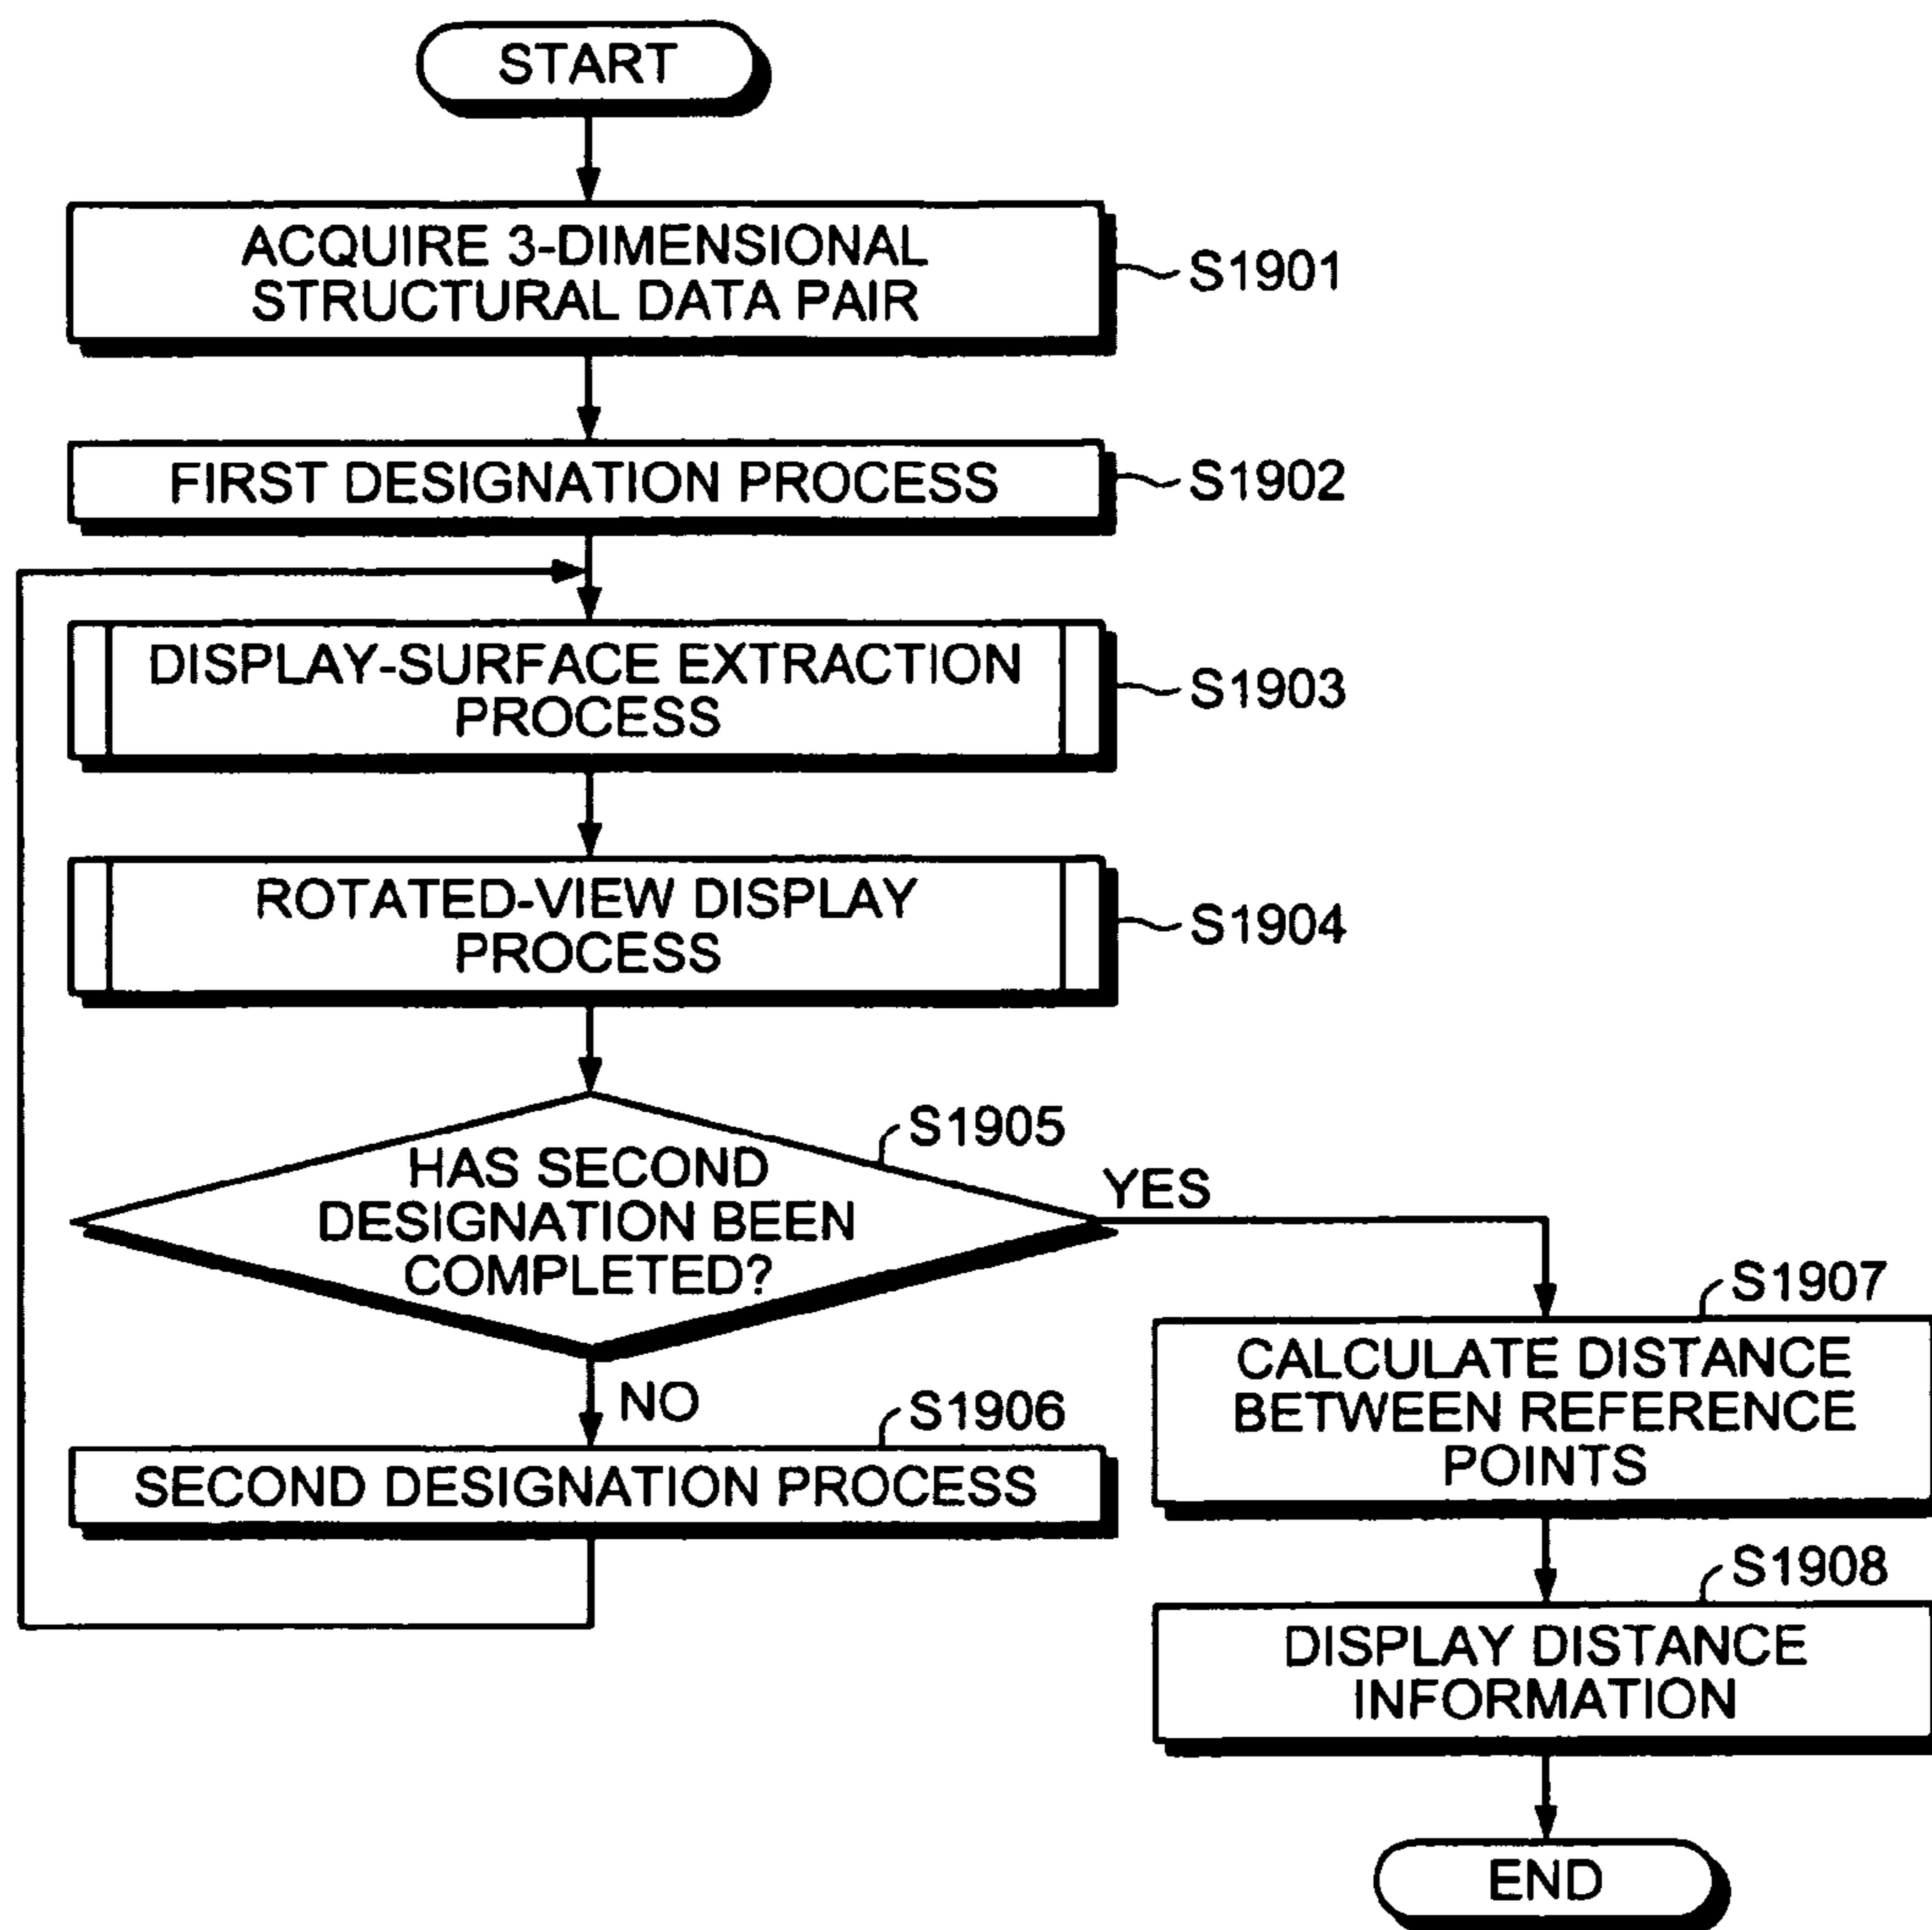 START
ACQUIRE 3-DIMENSIONAL
STRUCTURAL DATA PAIR
S1901
FIRST DESIGNATION PROCESS
S1902
DISPLAY-SURFACE EXTRACTION
PROCESS
S1903
ROTATED-VIEW DISPLAY
PROCESS
S1904
S1905
HAS SECOND
DESIGNATION BEEN
COMPLETED?
YES
NO
S1906
SECOND DESIGNATION PROCESS
S1907
CALCULATE DISTANCE
BETWEEN REFERENCE
POINTS
S1908
DISPLAY DISTANCE
INFORMATION
END